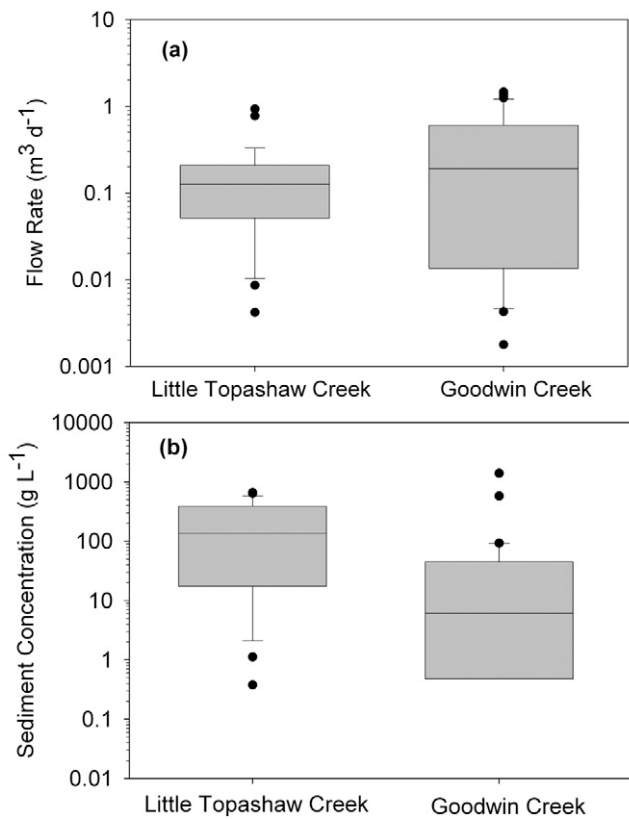 (a)
Flow Rate (m³ d⁻¹)
10
1
0.1
0.01
0.001
Little Topashaw Creek
Goodwin Creek
(b)
Sediment Concentration (g L⁻¹)
10000
1000
100
10
1
0.1
0.01
Little Topashaw Creek
Goodwin Creek